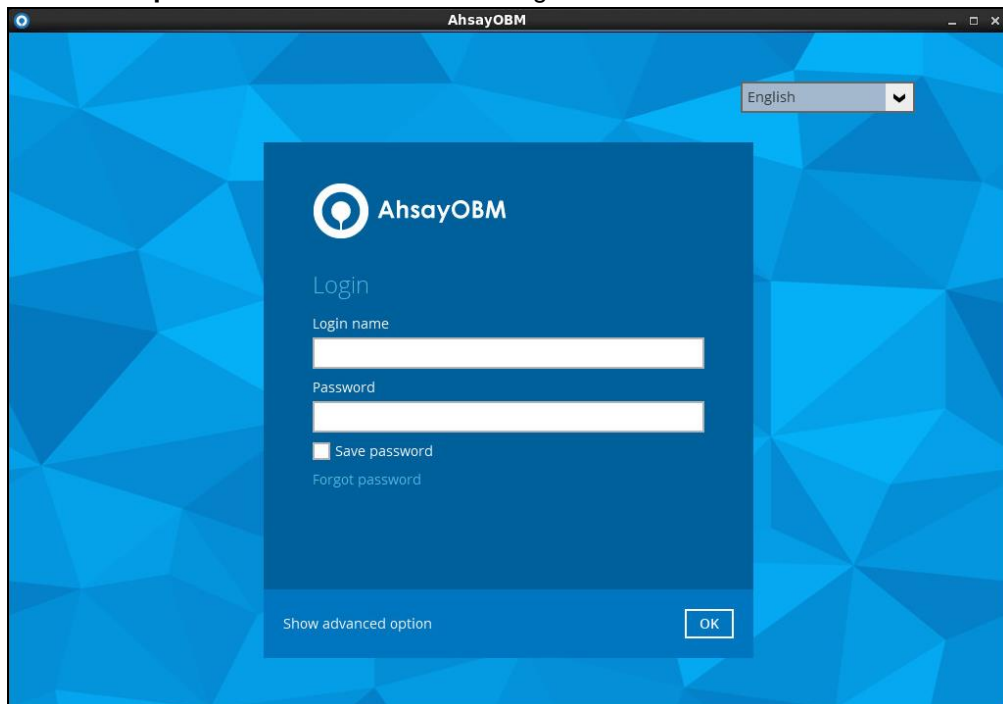 AhsayOBM
English
AhsayOBM
Login
Login name
Password
Save password
Forgot password
Show advanced option
OK